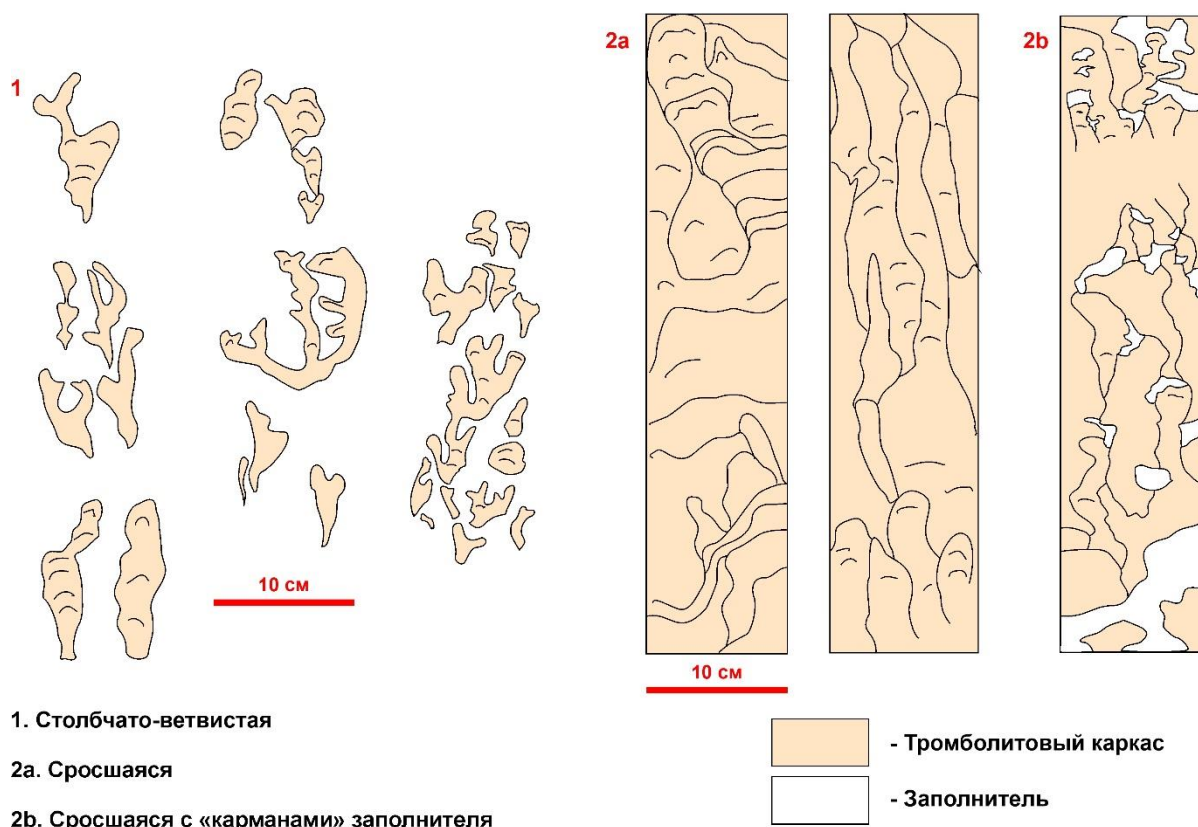 1
2a
2b
10 см
10 см
1. Столбчато-ветвистая
2a. Сросшаяся
2b. Сросшаяся с «карманами» заполнителя
- Тромболитовый каркас
- Заполнитель